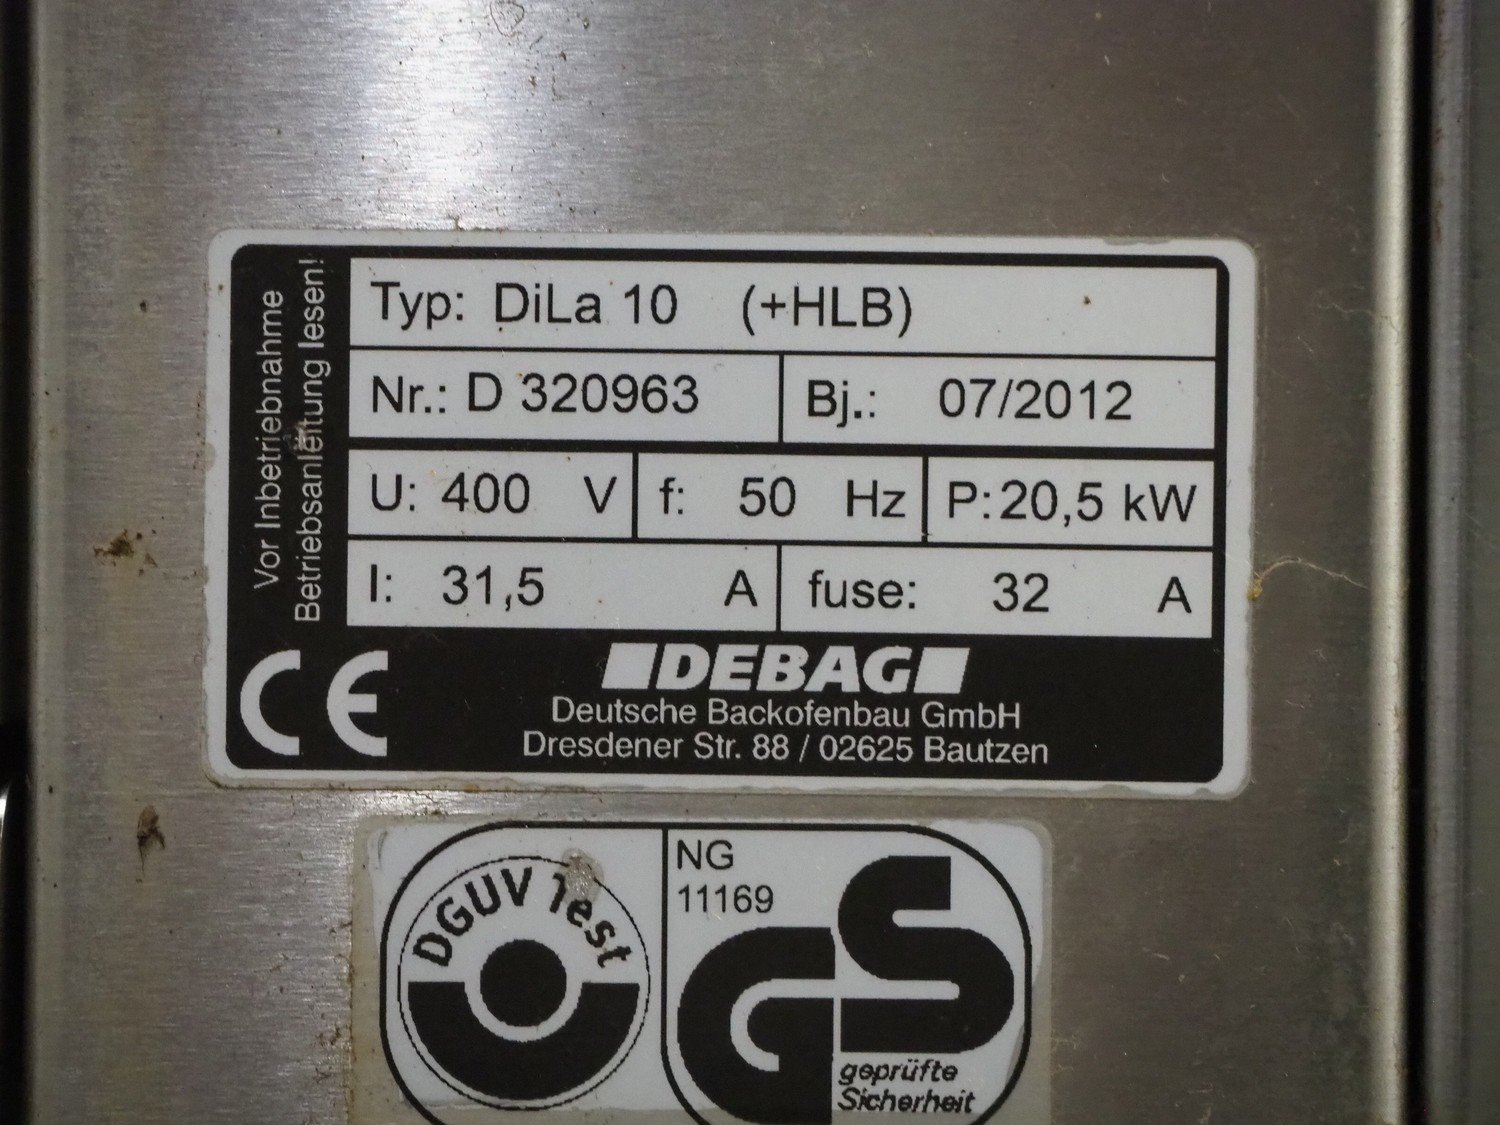 Vor Inbetriebnahme
Betriebsanleitung lesen!
Typ: DiLa 10 (+HLB)
Nr.: D 320963 Bj.: 07/2012
U: 400 V f: 50 Hz P: 20,5 kW
I: 31,5 A fuse: 32 A
CE
DEBAG
Deutsche Backofenbau GmbH
Dresdener Str. 88 / 02625 Bautzen
DGUV Test
NG
11169
GS
geprüfte
Sicherheit